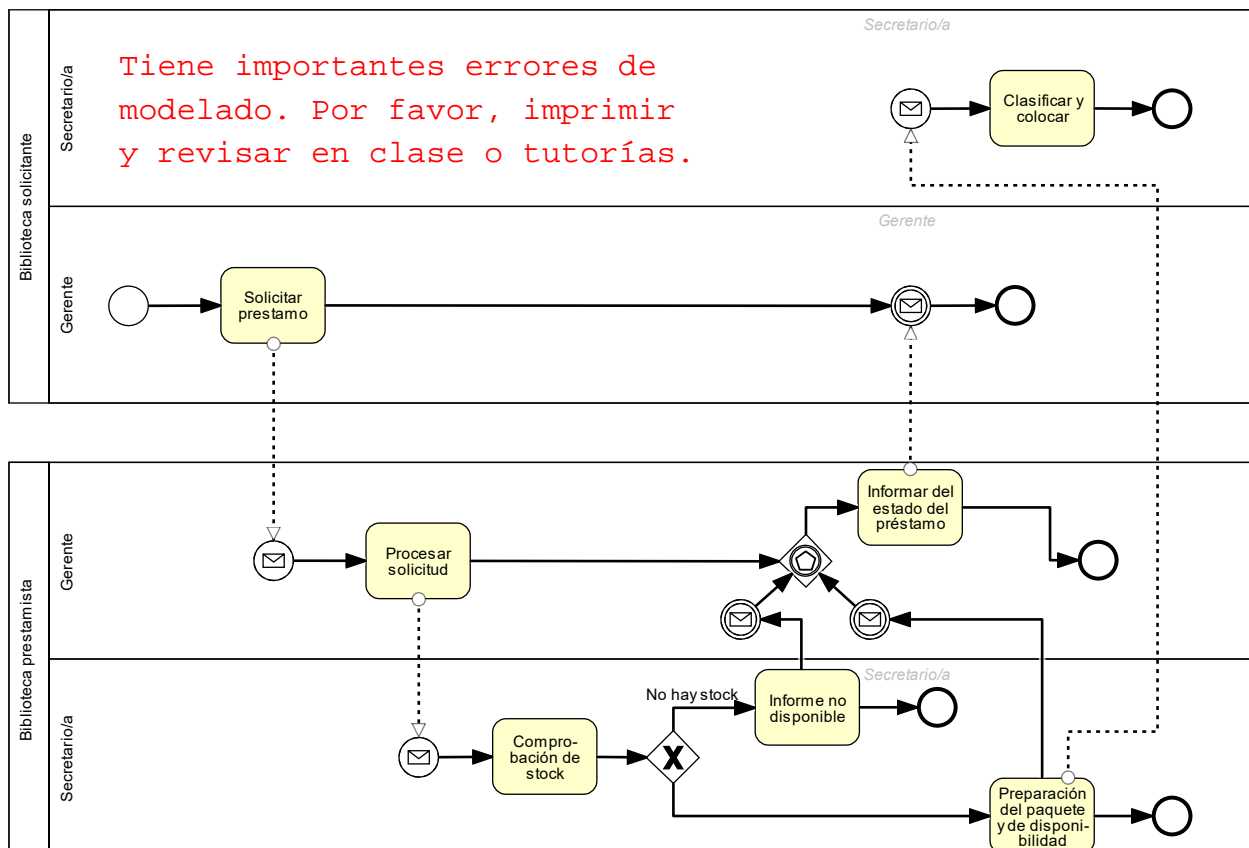 Secretario/a
Tiene importantes errores de
modelado. Por favor, imprimir
y revisar en clase o tutorías.
Secretario/a
Clasificar y
colocar
Biblioteca solicitante
Gerente
Gerente
Solicitar
prestamo
Biblioteca prestamista
Gerente
Informar del
estado del
préstamo
Procesar
solicitud
Secretario/a
Secretario/a
No hay stock
Informe no
disponible
Compro-
bación de
stock
Preparación
del paquete
y de disponi-
bilidad